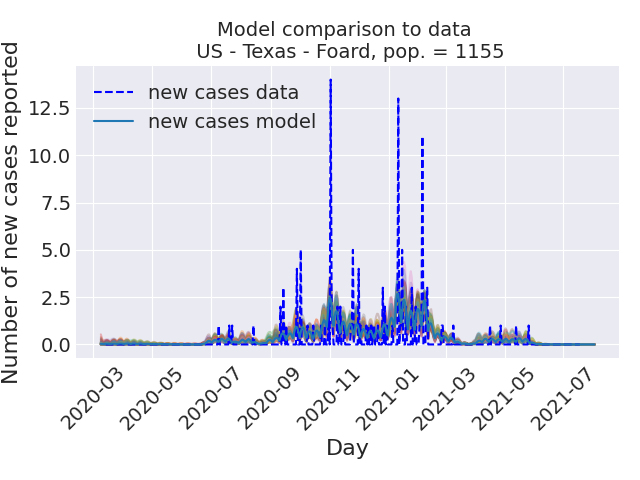 Model comparison to data
US - Texas - Foard, pop. = 1155
Number of new cases reported
12.5
10.0
7.5
5.0
2.5
0.0
new cases data
new cases model
2020-03
2020-05
2020-07
2020-09
2020-11
2021-01
2021-03
2021-05
2021-07
Day